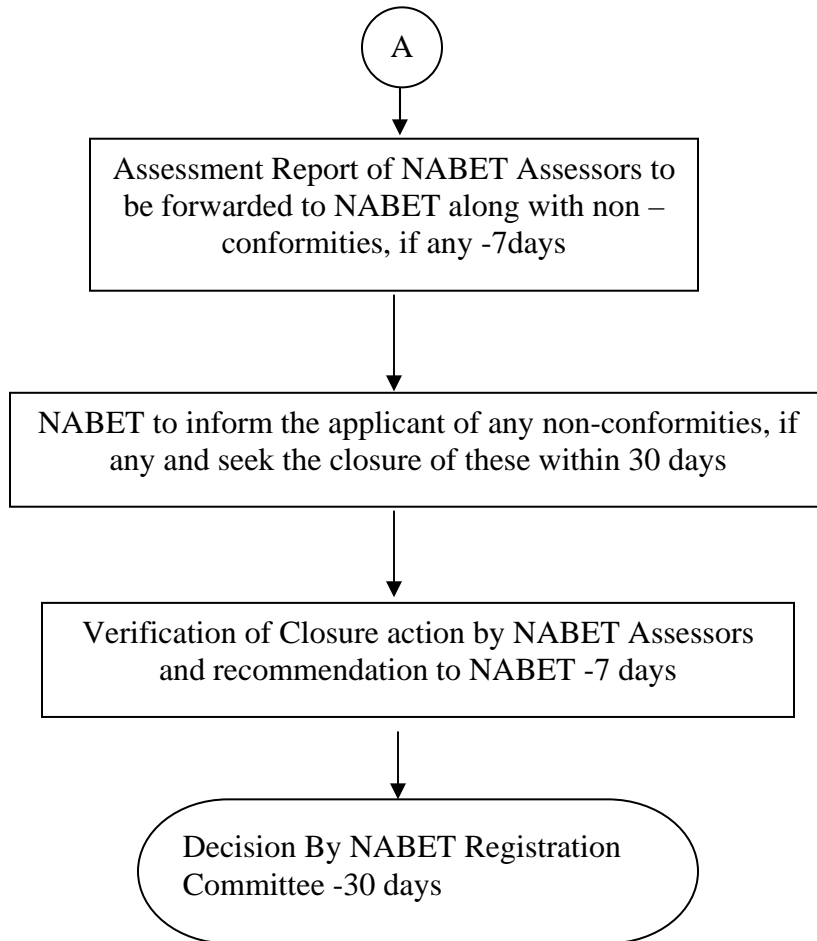 A
Assessment Report of NABET Assessors to
be forwarded to NABET along with non –
conformities, if any -7days
NABET to inform the applicant of any non-conformities, if
any and seek the closure of these within 30 days
Verification of Closure action by NABET Assessors
and recommendation to NABET -7 days
Decision By NABET Registration
Committee -30 days